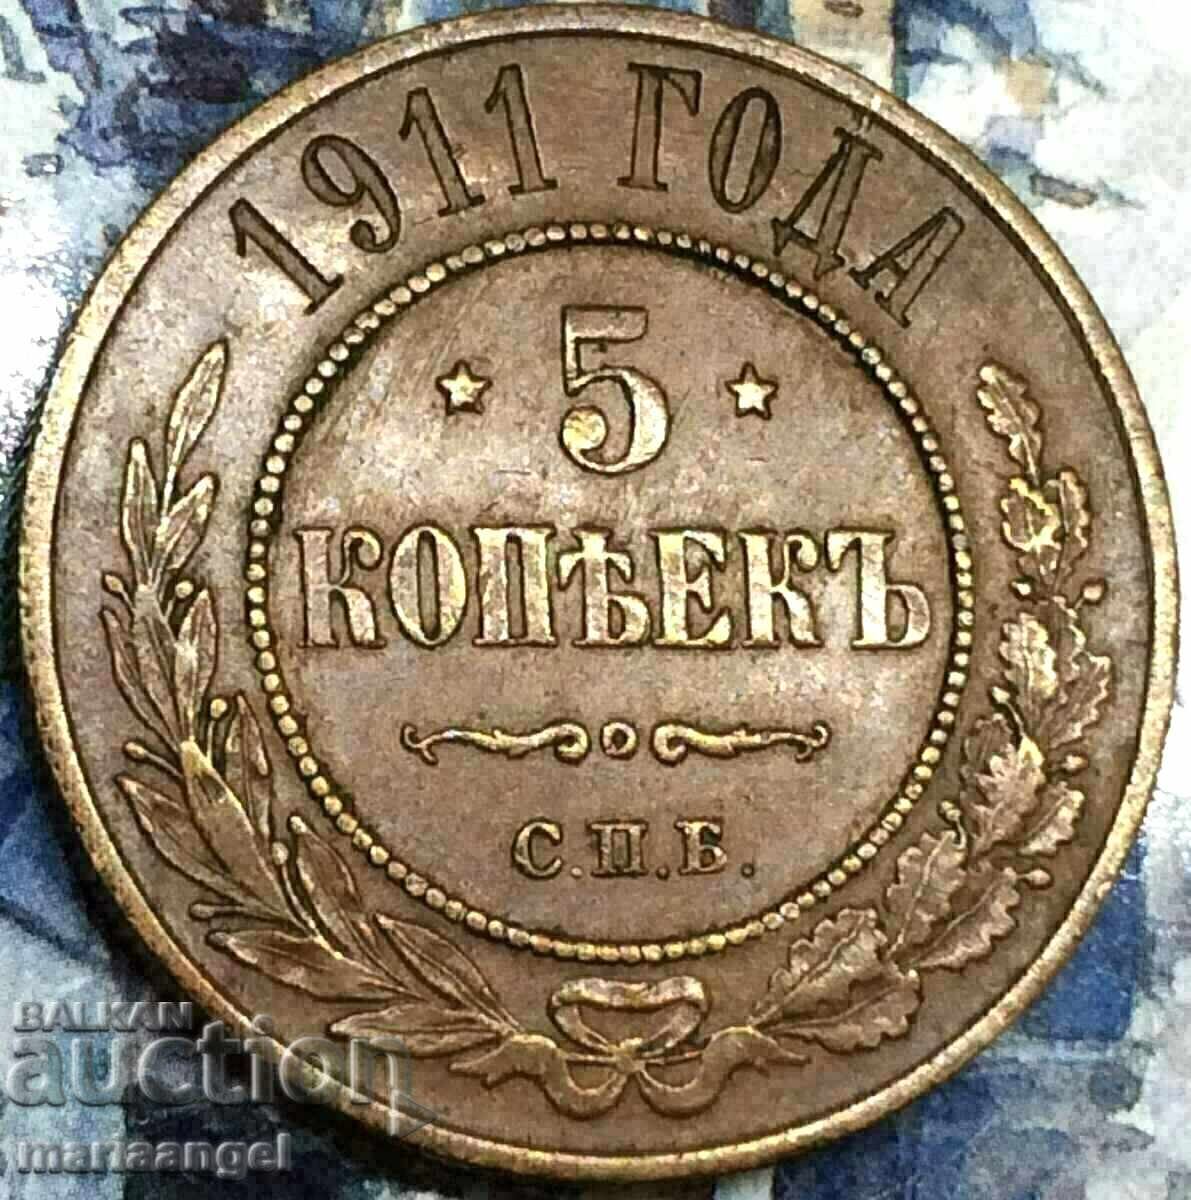 1911 ГОДА
★ 5 ★
КОПѢЕКЪ
С.П.Б.
BALKAN
auction
mariaangel